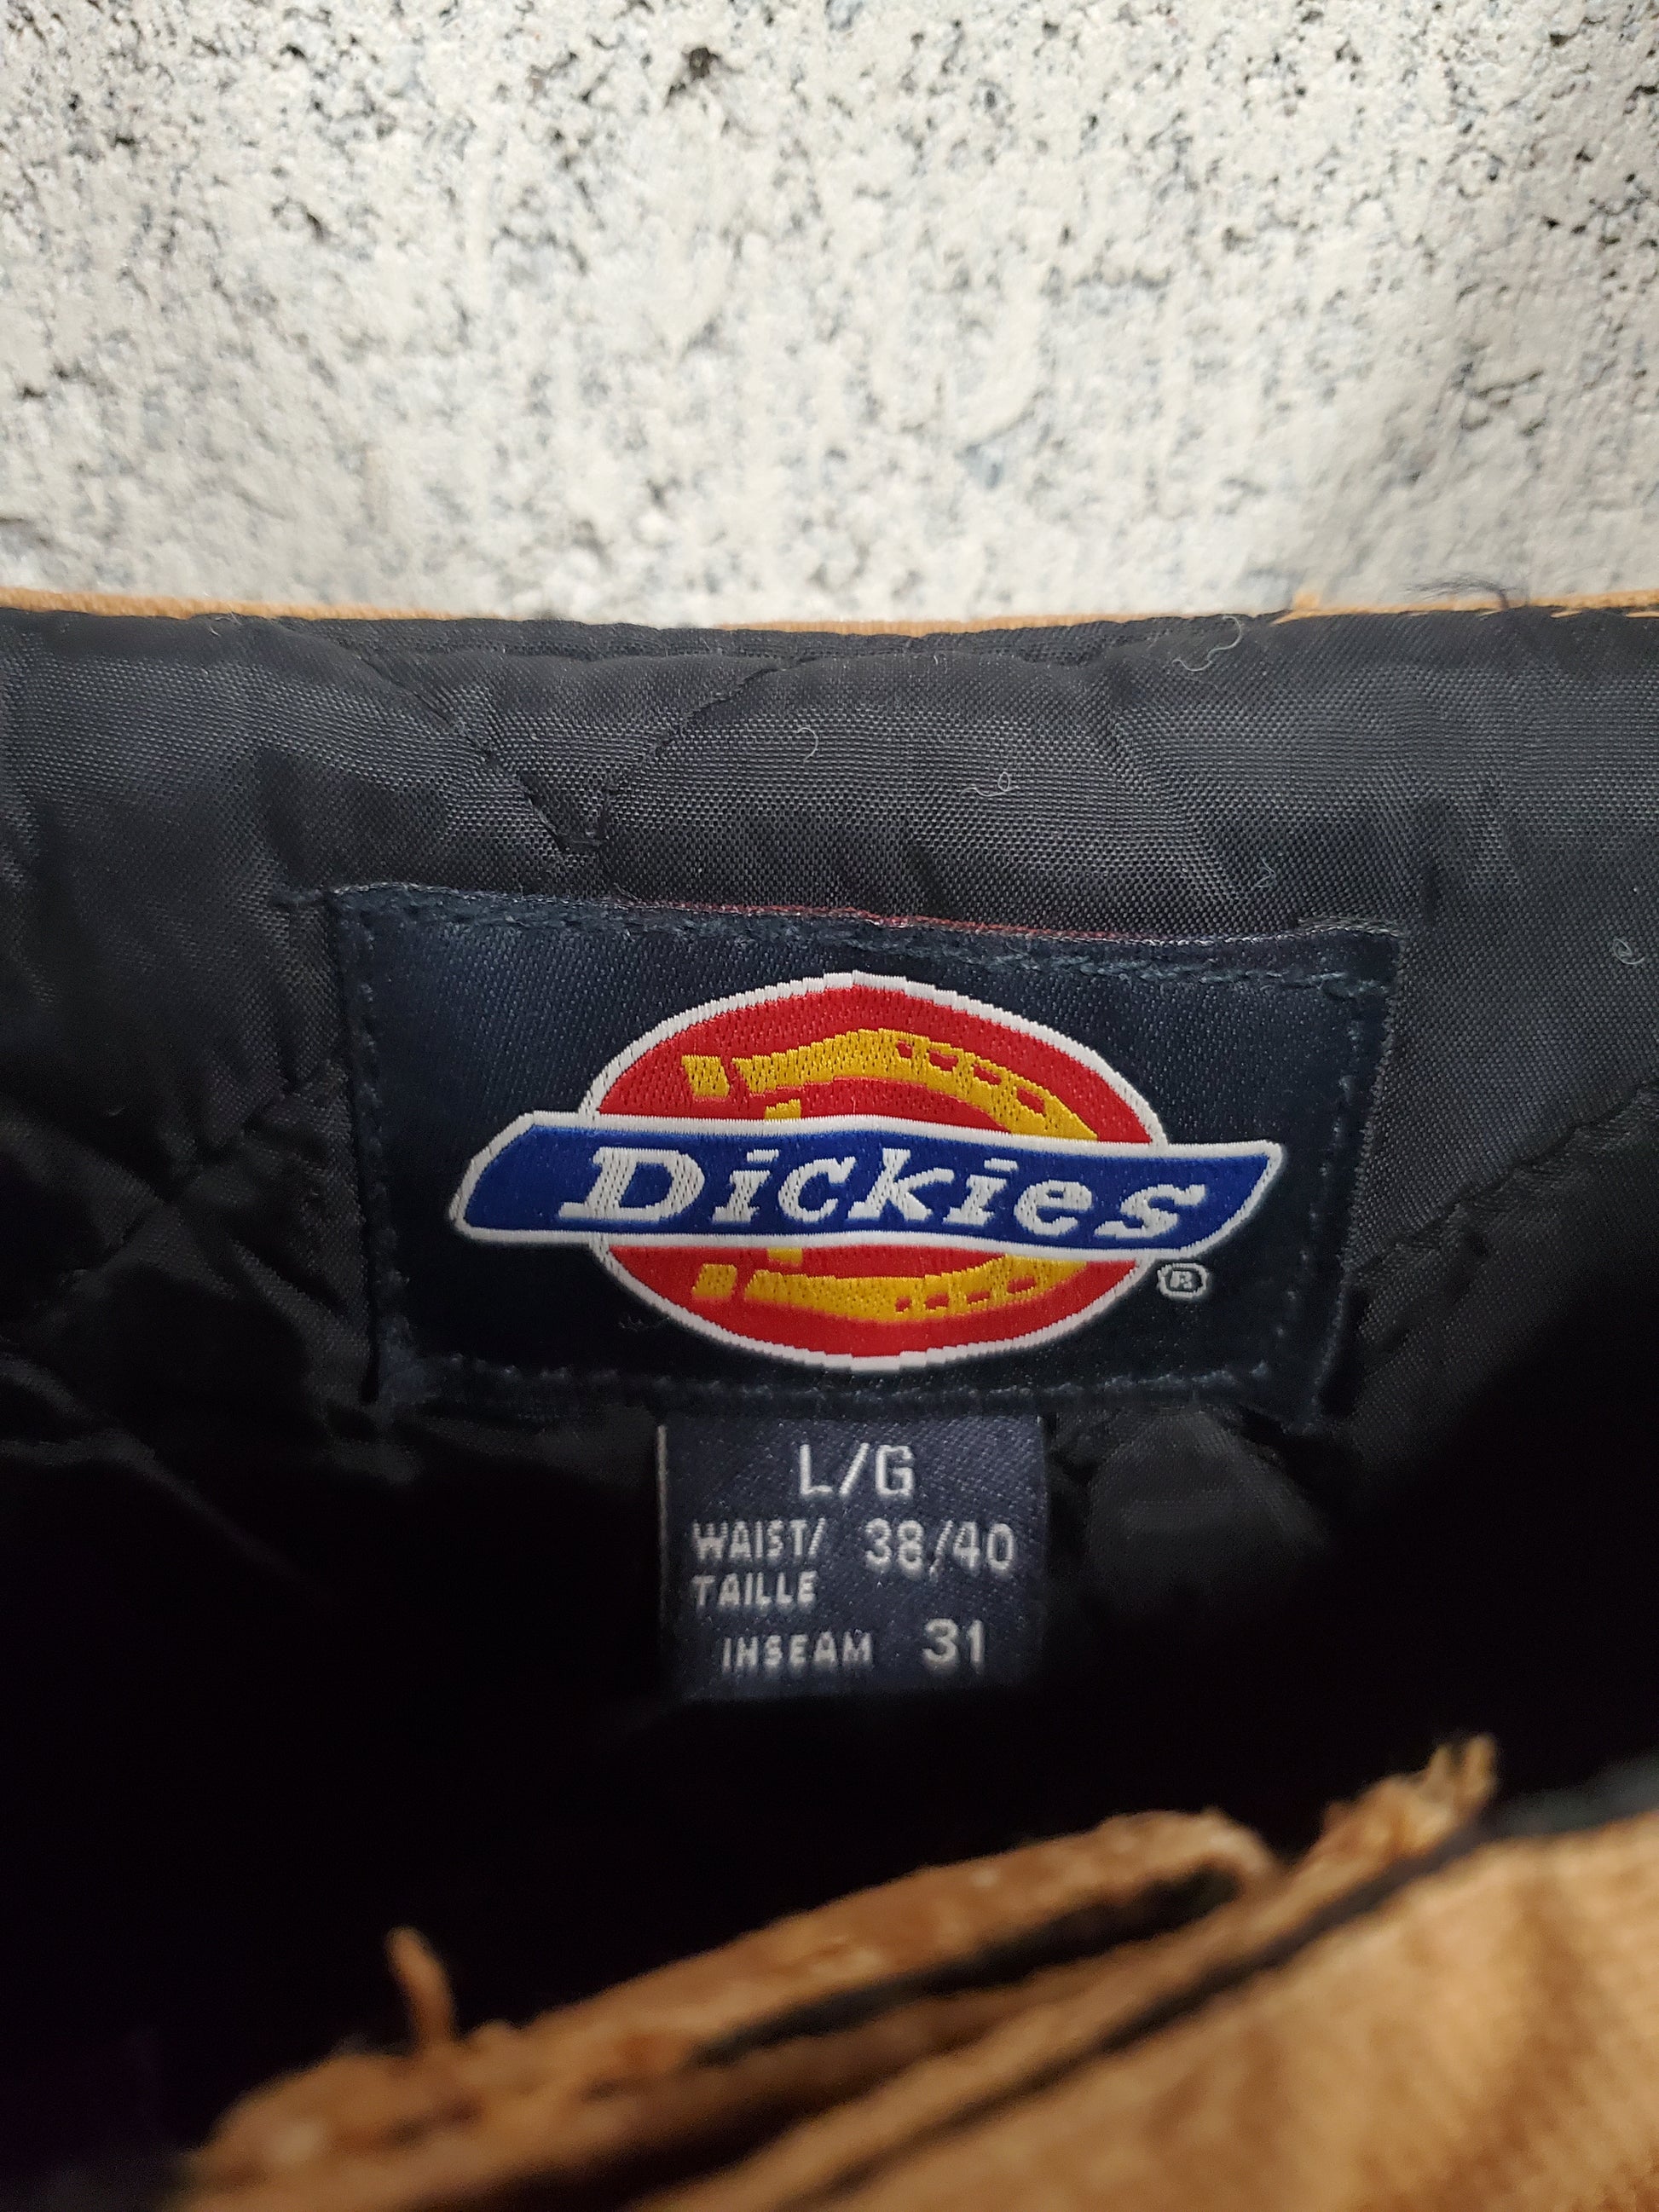 Dickies
®
L/G
WAIST/ 38/40
TAILLE
INSEAM 31